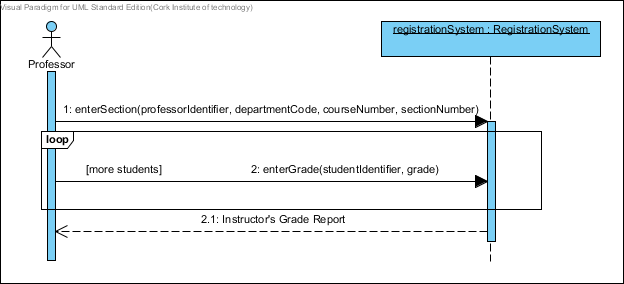 Visual Paradigm for UML Standard Edition(Cork Institute of technology)
registrationSystem : RegistrationSystem
Professor
1: enterSection(professorIdentifier, departmentCode, courseNumber, sectionNumber)
loop
[more students]
2: enterGrade(studentIdentifier, grade)
2.1: Instructor's Grade Report